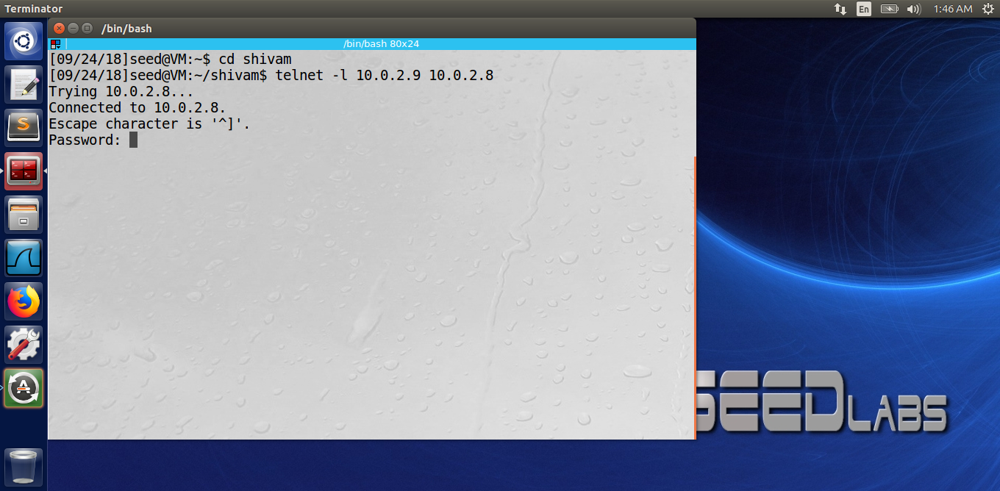 Terminator
En
1:46 AM
/bin/bash
/bin/bash 80x24
[09/24/18]seed@VM:~$ cd shivam
[09/24/18]seed@VM:~/shivam$ telnet -l 10.0.2.9 10.0.2.8
Trying 10.0.2.8...
Connected to 10.0.2.8.
Escape character is '^]'.
Password:
SEEDLABS